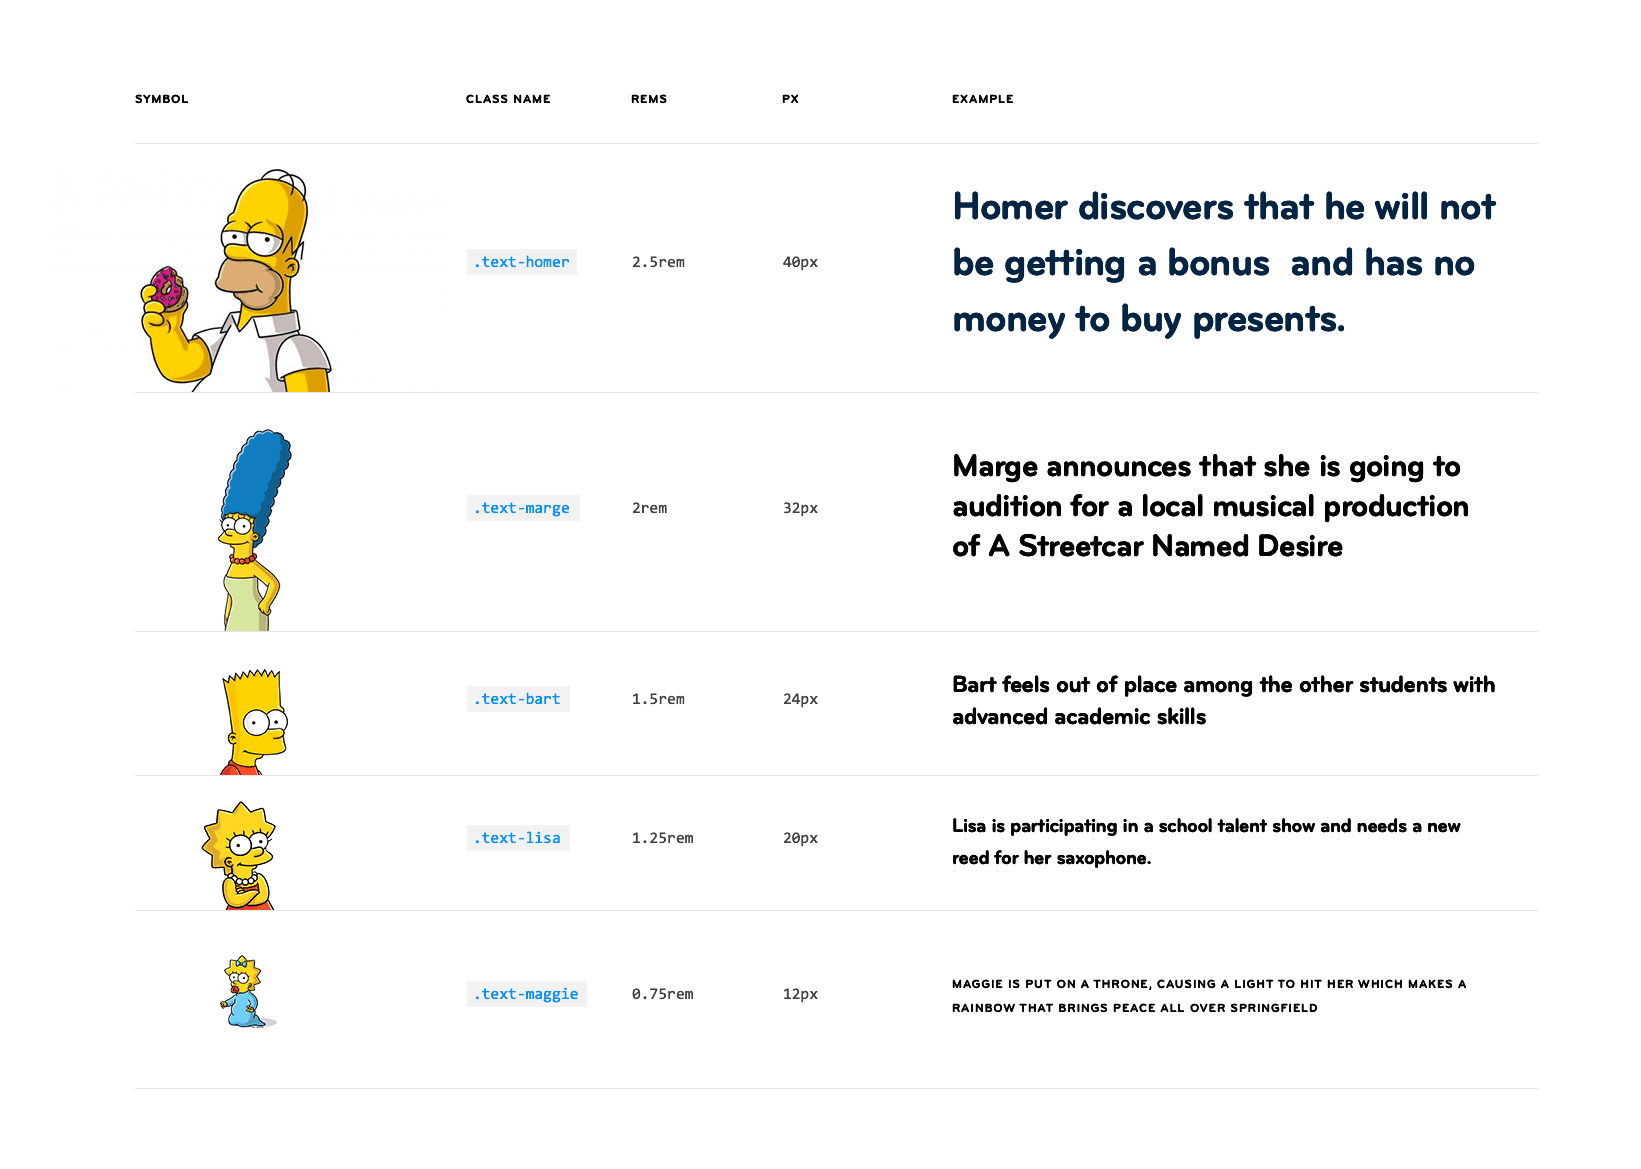 SYMBOL CLASS NAME REMS PX EXAMPLE
.text-homer 2.5rem 40px
Homer discovers that he will not
be getting a bonus  and has no
money to buy presents.
.text-marge 2rem 32px
Marge announces that she is going to
audition for a local musical production
of A Streetcar Named Desire
.text-bart 1.5rem 24px
Bart feels out of place among the other students with
advanced academic skills
.text-lisa 1.25rem 20px
Lisa is participating in a school talent show and needs a new
reed for her saxophone.
.text-maggie 0.75rem 12px
MAGGIE IS PUT ON A THRONE, CAUSING A LIGHT TO HIT HER WHICH MAKES A
RAINBOW THAT BRINGS PEACE ALL OVER SPRINGFIELD